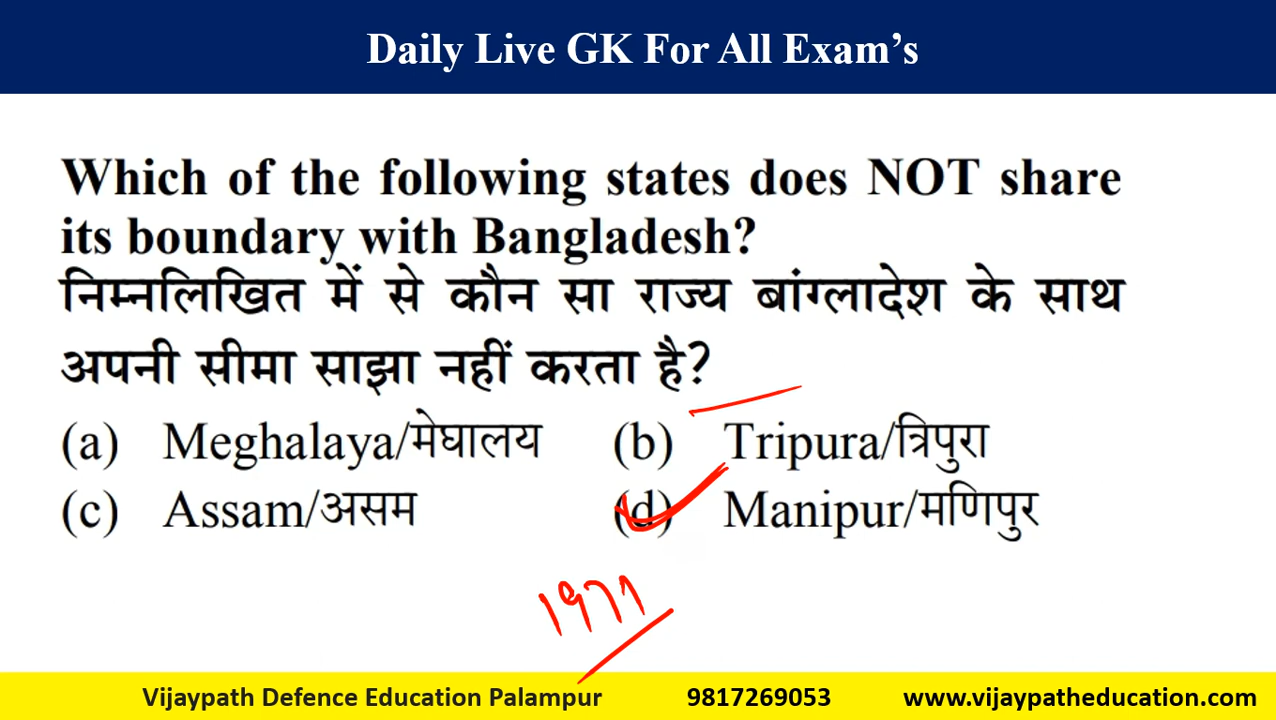 Daily Live GK For All Exam’s
Which of the following states does NOT share
its boundary with Bangladesh?
निम्नलिखित में से कौन सा राज्य बांग्लादेश के साथ
अपनी सीमा साझा नहीं करता है?
(a) Meghalaya/मेघालय (b) Tripura/त्रिपुरा
(c) Assam/असम (d) Manipur/मणिपुर
1971
Vijaypath Defence Education Palampur 9817269053 www.vijaypatheducation.com